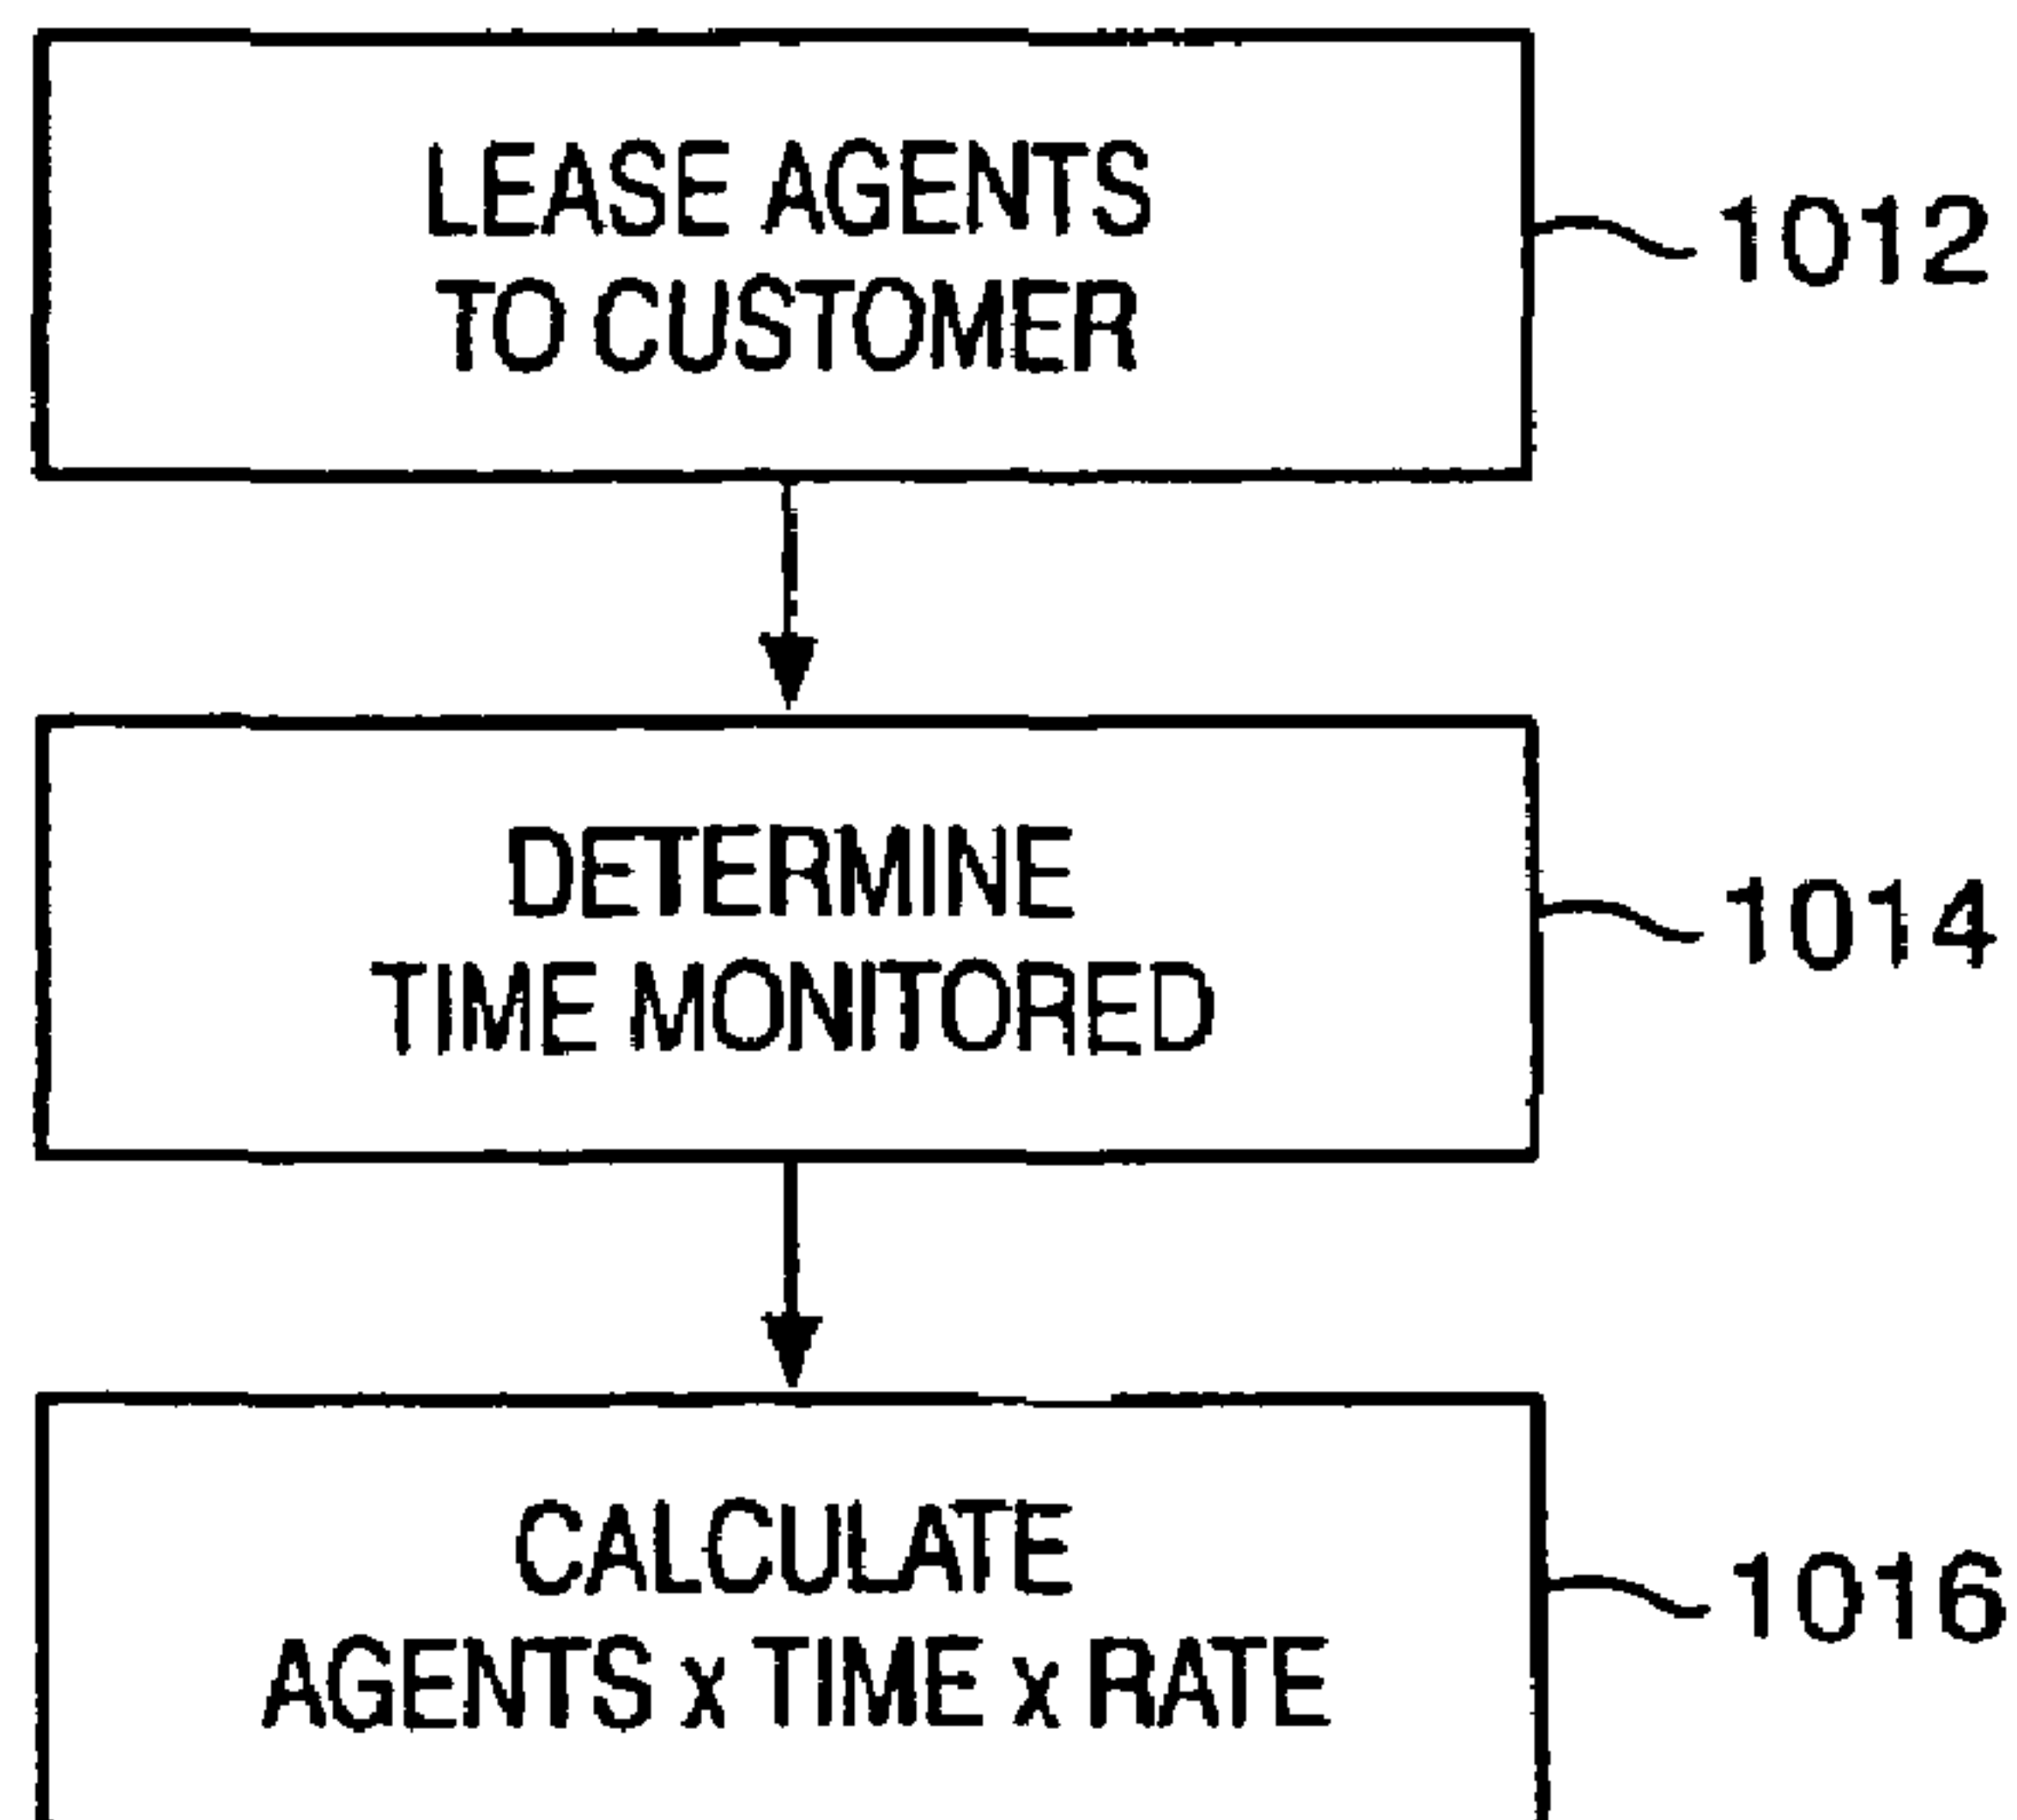 LEASE AGENTS
TO CUSTOMER
1012
DETERMINE
TIME MONITORED
1014
CALCULATE
AGENTS x TIME x RATE
1016